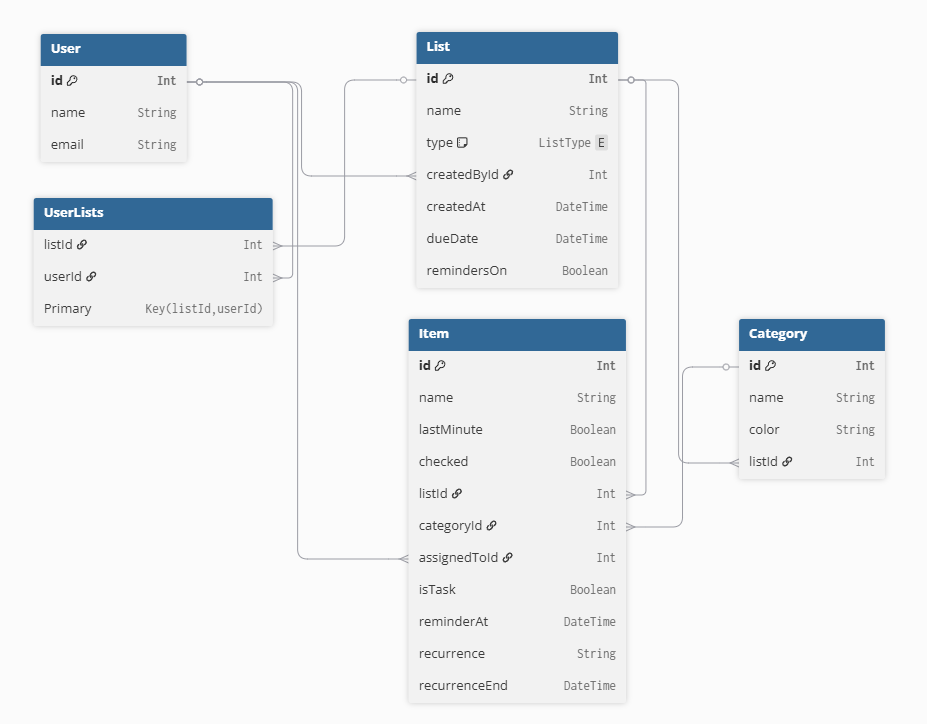 User
id Int
name String
email String
UserLists
listId Int
userId Int
Primary Key(listId,userId)
List
id Int
name String
type ListType E
createdById Int
createdAt DateTime
dueDate DateTime
remindersOn Boolean
Item
id Int
name String
lastMinute Boolean
checked Boolean
listId Int
categoryId Int
assignedToId Int
isTask Boolean
reminderAt DateTime
recurrence String
recurrenceEnd DateTime
Category
id Int
name String
color String
listId Int